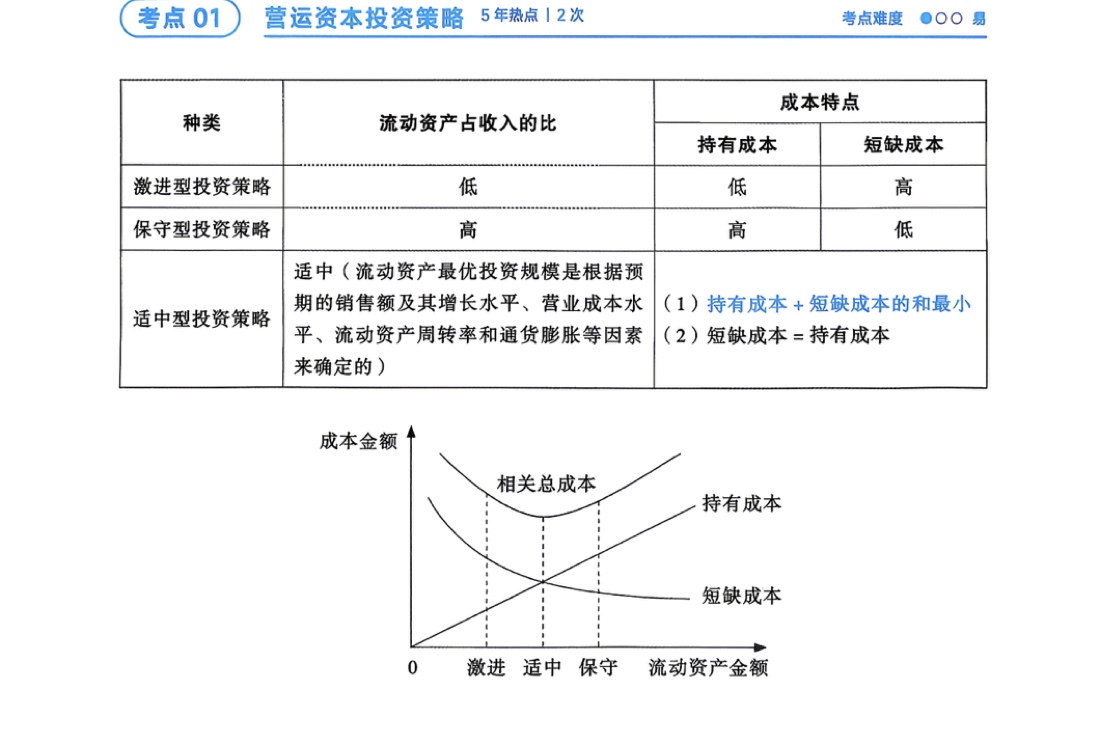 考点 01 营运资本投资策略 5 年热点 | 2 次 考点难度 易
种类 流动资产占收入的比 成本特点
持有成本 短缺成本
激进型投资策略 低 低 高
保守型投资策略 高 高 低
适中型投资策略
适中（流动资产最优投资规模是根据预
期的销售额及其增长水平、营业成本水
平、流动资产周转率和通货膨胀等因素
来确定的）
（1）持有成本 + 短缺成本的和最小
（2）短缺成本 = 持有成本
成本金额
相关总成本
持有成本
短缺成本
0 激进 适中 保守 流动资产金额